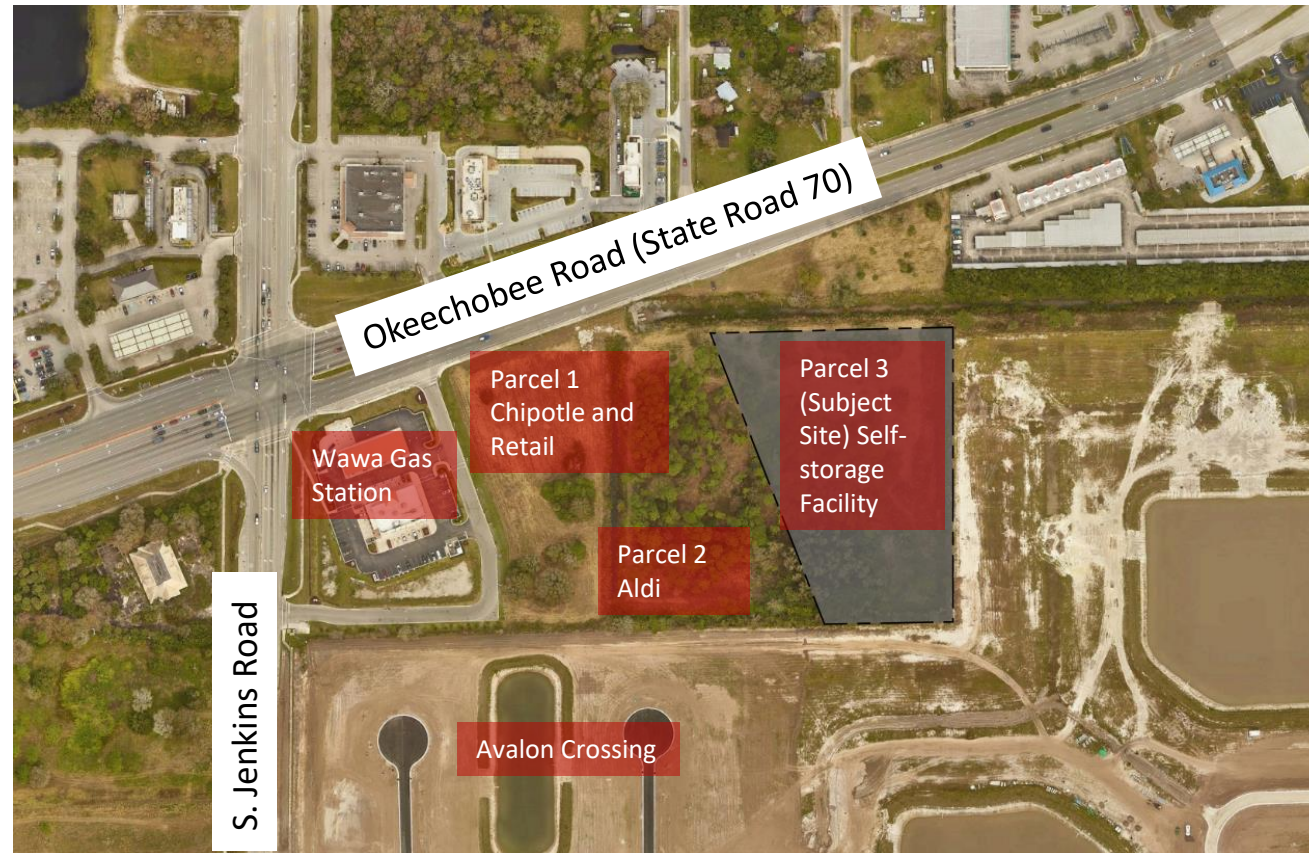 Okeechobee Road (State Road 70)
Parcel 1
Chipotle and
Retail
Parcel 3
(Subject
Site) Self-
storage
Facility
Wawa Gas
Station
Parcel 2
Aldi
S. Jenkins Road
Avalon Crossing